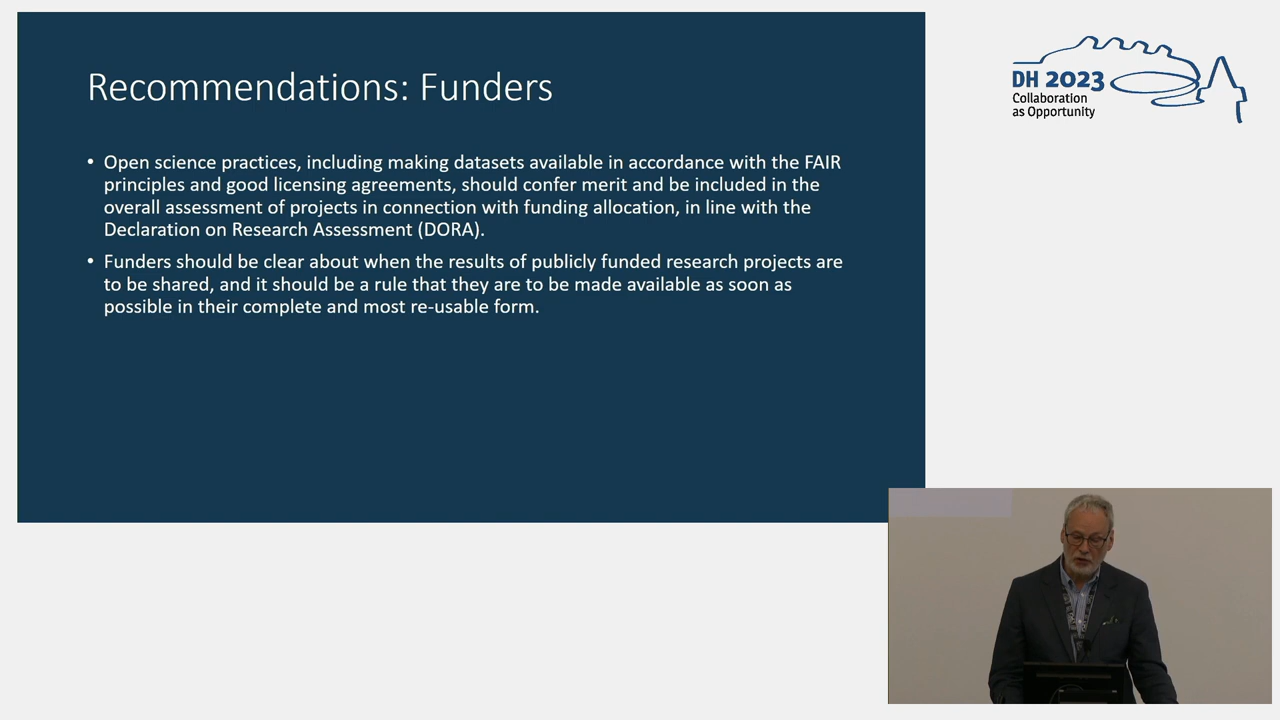 Recommendations: Funders
• Open science practices, including making datasets available in accordance with the FAIR
principles and good licensing agreements, should confer merit and be included in the
overall assessment of projects in connection with funding allocation, in line with the
Declaration on Research Assessment (DORA).
• Funders should be clear about when the results of publicly funded research projects are
to be shared, and it should be a rule that they are to be made available as soon as
possible in their complete and most re-usable form.
DH 2023
Collaboration
as Opportunity